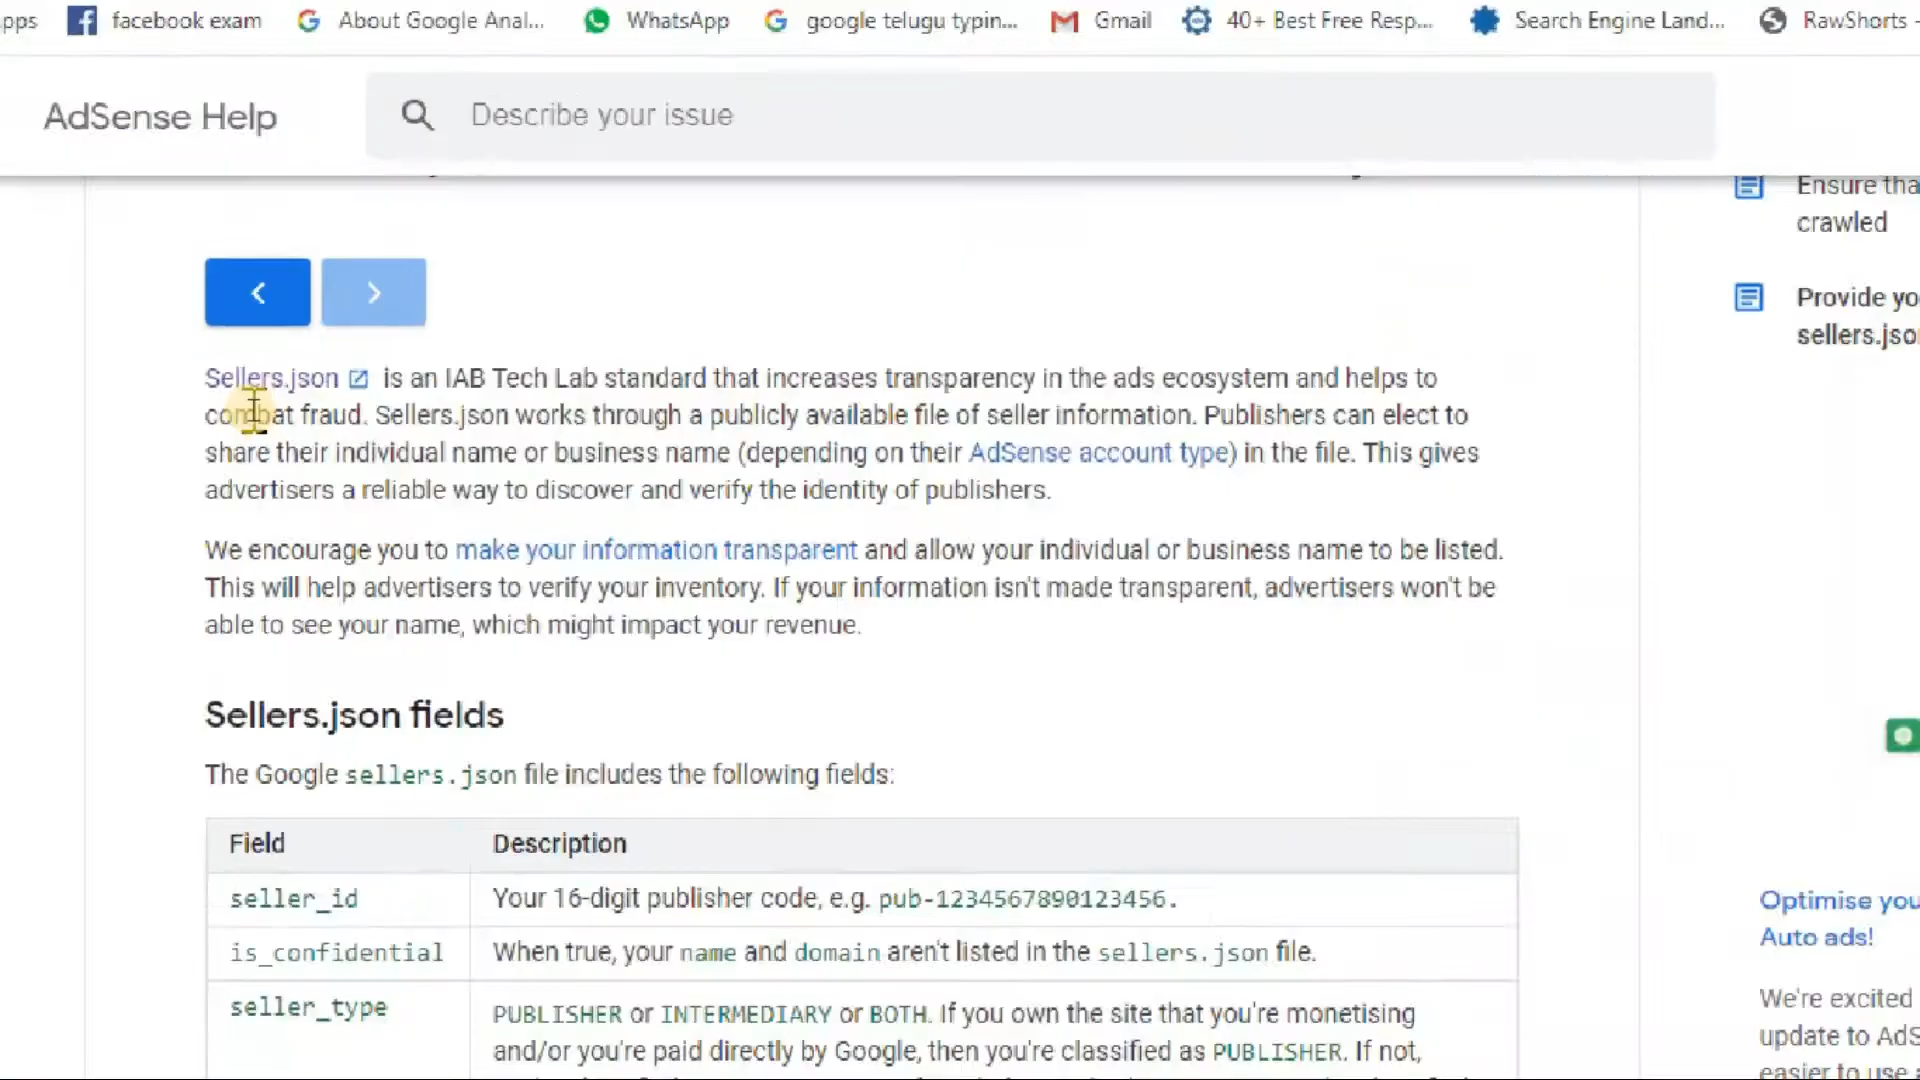 pps facebook exam About Google Anal... WhatsApp google telugu typin... Gmail 40+ Best Free Resp... Search Engine Land... RawShorts -
AdSense Help Describe your issue
Ensure tha
crawled
Provide yo
sellers.jso
Sellers.json is an IAB Tech Lab standard that increases transparency in the ads ecosystem and helps to
combat fraud. Sellers.json works through a publicly available file of seller information. Publishers can elect to
share their individual name or business name (depending on their AdSense account type) in the file. This gives
advertisers a reliable way to discover and verify the identity of publishers.
We encourage you to make your information transparent and allow your individual or business name to be listed.
This will help advertisers to verify your inventory. If your information isn't made transparent, advertisers won't be
able to see your name, which might impact your revenue.
Sellers.json fields
The Google sellers.json file includes the following fields:
Field Description
seller_id Your 16-digit publisher code, e.g. pub-1234567890123456.
is_confidential When true, your name and domain aren't listed in the sellers.json file.
seller_type PUBLISHER or INTERMEDIARY or BOTH. If you own the site that you're monetising
and/or you're paid directly by Google, then you're classified as PUBLISHER. If not,
Optimise you
Auto ads!
We're excited
update to AdS
easier to use a